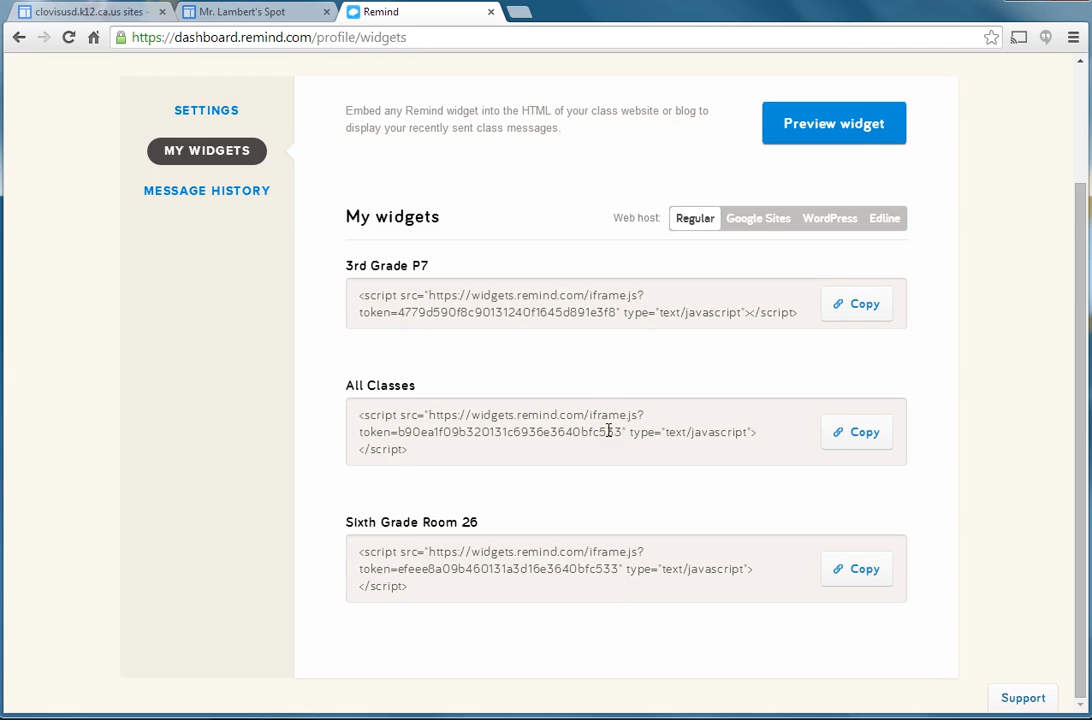 clovisusd.k12.ca.us sites -
Mr. Lambert's Spot
Remind
https://dashboard.remind.com/profile/widgets
SETTINGS
MY WIDGETS
MESSAGE HISTORY
Embed any Remind widget into the HTML of your class website or blog to
display your recently sent class messages.
Preview widget
My widgets
Web host: Regular Google Sites WordPress Edline
3rd Grade P7
<script src="https://widgets.remind.com/iframe.js?
token=4779d590f8c90131240f1645d891e3f8" type="text/javascript"></script>
Copy
All Classes
<script src="https://widgets.remind.com/iframe.js?
token=b90ea1f09b320131c6936e3640bfc533" type="text/javascript">
</script>
Copy
Sixth Grade Room 26
<script src="https://widgets.remind.com/iframe.js?
token=efeee8a09b460131a3d16e3640bfc533" type="text/javascript">
</script>
Copy
Support